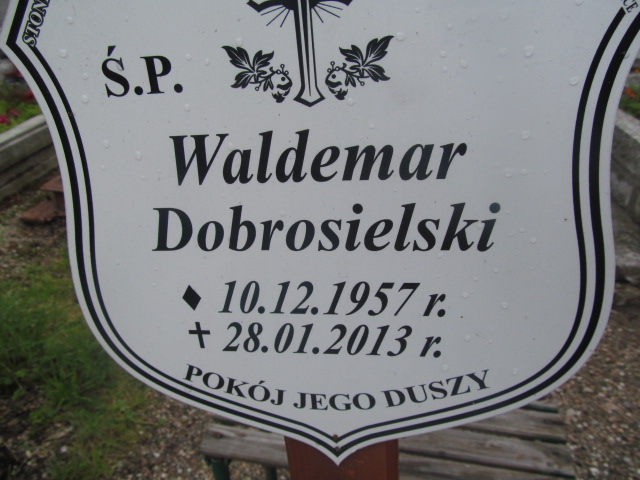 Ś.P.
Waldemar
Dobrosielski
♦ 10.12.1957 r.
✝ 28.01.2013 r.
POKÓJ JEGO DUSZY